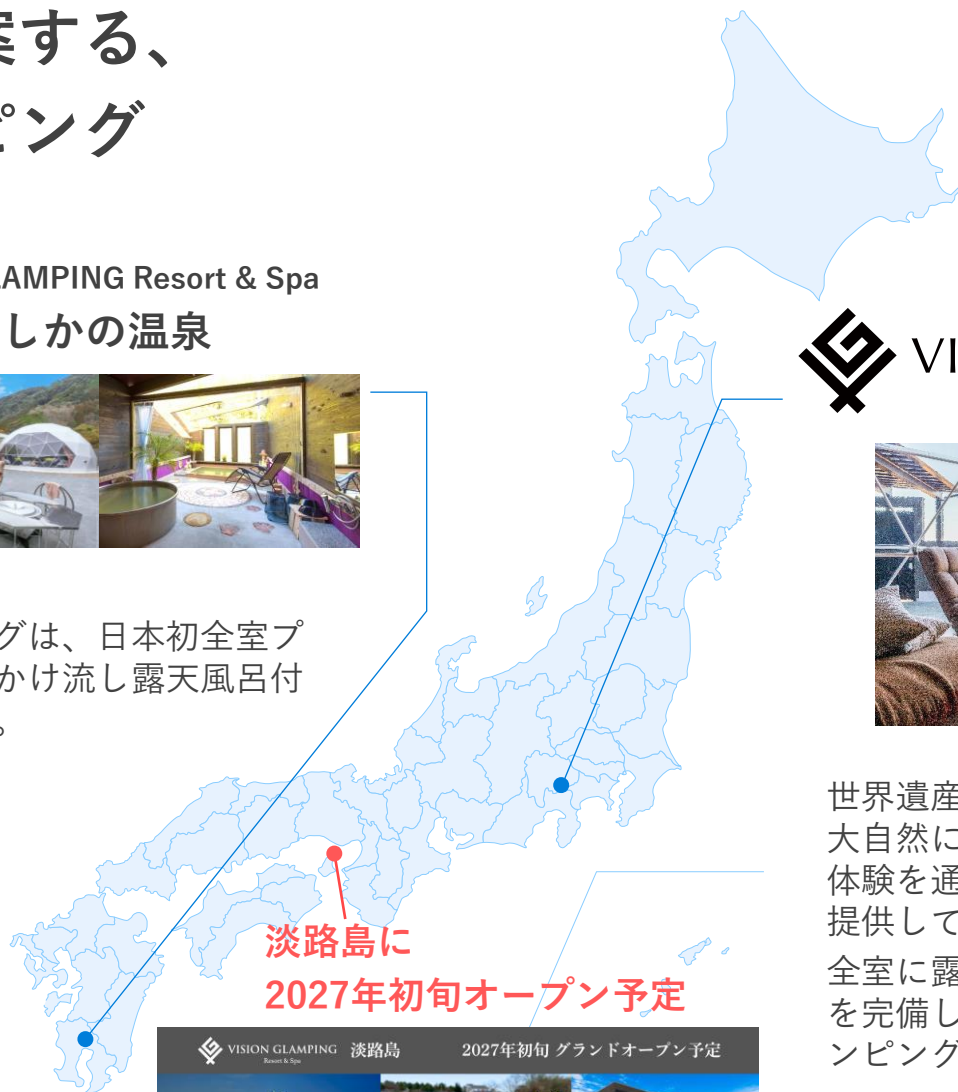 案する、
ピング
LAMPING Resort & Spa
しかの温泉
グは、日本初全室プ
かけ流し露天風呂付
。
VI
世界遺産
大自然に
体験を通
提供して
全室に露
を完備し
ンピング
淡路島に
2027年初旬オープン予定
VISION GLAMPING 淡路島 2027年初旬 グランドオープン予定
Resort & Spa